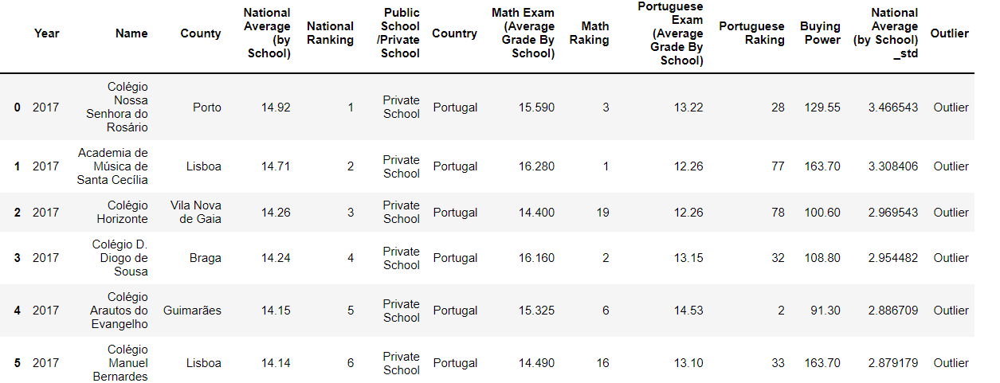 Year Name County National Average (by School) National Ranking Public School /Private School Country Math Exam (Average Grade By School) Math Raking Portuguese Exam (Average Grade By School) Portuguese Raking Buying Power National Average (by School) _std Outlier
0 2017 Colégio Nossa Senhora do Rosário Porto 14.92 1 Private School Portugal 15.590 3 13.22 28 129.55 3.466543 Outlier
1 2017 Academia de Música de Santa Cecília Lisboa 14.71 2 Private School Portugal 16.280 1 12.26 77 163.70 3.308406 Outlier
2 2017 Colégio Horizonte Vila Nova de Gaia 14.26 3 Private School Portugal 14.400 19 12.26 78 100.60 2.969543 Outlier
3 2017 Colégio D. Diogo de Sousa Braga 14.24 4 Private School Portugal 16.160 2 13.15 32 108.80 2.954482 Outlier
4 2017 Colégio Arautos do Evangelho Guimarães 14.15 5 Private School Portugal 15.325 6 14.53 2 91.30 2.886709 Outlier
5 2017 Colégio Manuel Bernardes Lisboa 14.14 6 Private School Portugal 14.490 16 13.10 33 163.70 2.879179 Outlier